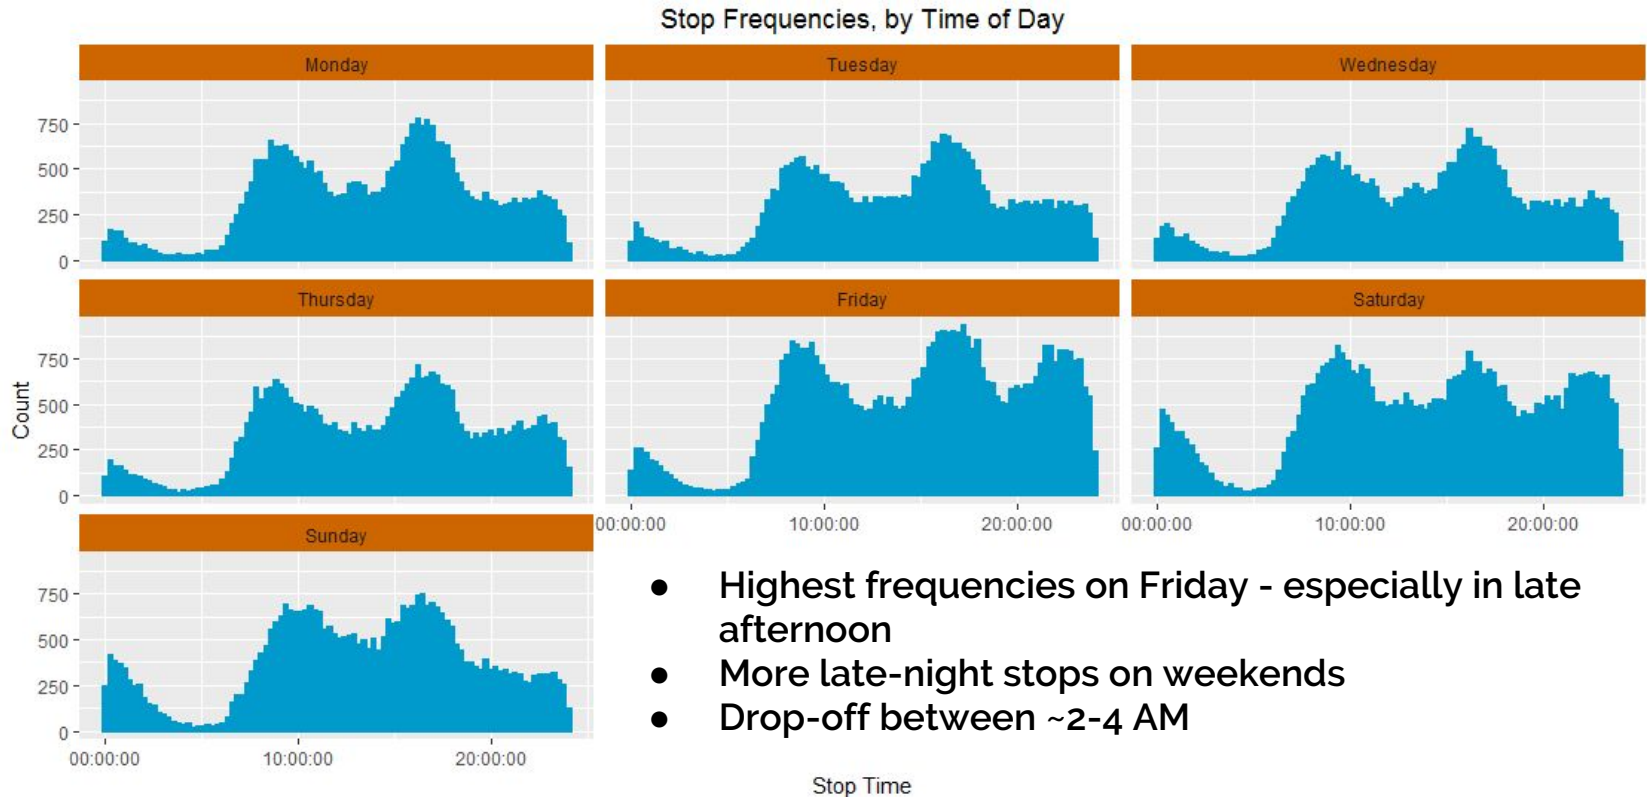 Stop Frequencies, by Time of Day
Monday
Tuesday
Wednesday
750
500
250
0
Thursday
Friday
Saturday
750
500
250
0
Count
00:00:00
10:00:00
20:00:00
00:00:00
10:00:00
20:00:00
Sunday
750
500
250
0
00:00:00
10:00:00
20:00:00
● Highest frequencies on Friday - especially in late
afternoon
● More late-night stops on weekends
● Drop-off between ~2-4 AM
Stop Time